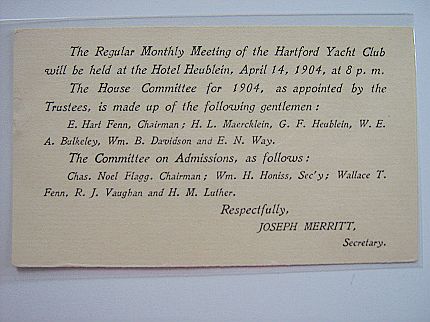 The Regular Monthly Meeting of the Hartford Yacht Club
will be held at the Hotel Heublein, April 14, 1904, at 8 p. m.
The House Committee for 1904, as appointed by the
Trustees, is made up of the following gentlemen :
E. Hart Fenn, Chairman ; H. L. Maercklein, G. F. Heublein, W. E.
A. Bulkeley, Wm. B. Davidson and E. N. Way.
The Committee on Admissions, as follows :
Chas. Noel Flagg. Chairman ; Wm. H. Honiss, Sec'y ; Wallace T.
Fenn, R. J. Vaughan and H. M. Luther.
Respectfully,
JOSEPH MERRITT,
Secretary.